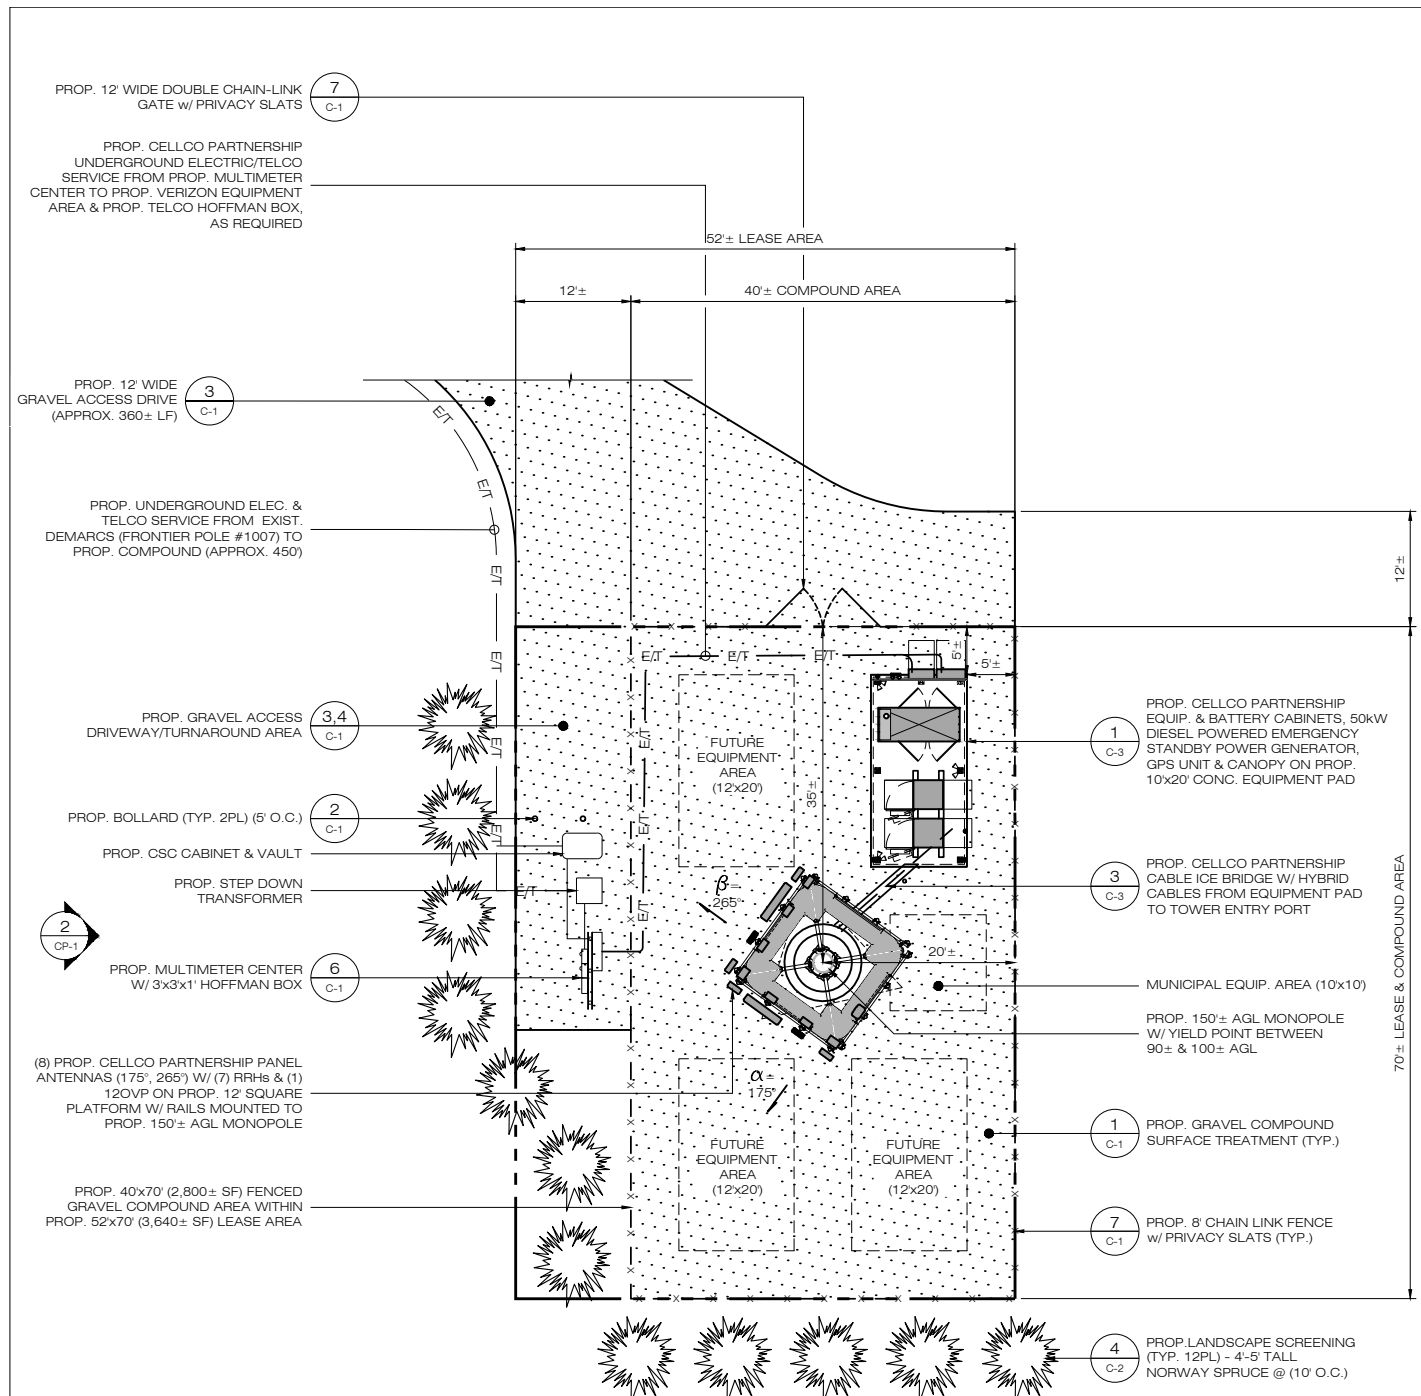 PROP. 12' WIDE DOUBLE CHAIN-LINK
GATE w/ PRIVACY SLATS
7
C-1
PROP. CELLCO PARTNERSHIP
UNDERGROUND ELECTRIC/TELCO
SERVICE FROM PROP. MULTIMETER
CENTER TO PROP. VERIZON EQUIPMENT
AREA & PROP. TELCO HOFFMAN BOX,
AS REQUIRED
52'± LEASE AREA
12'±
40'± COMPOUND AREA
PROP. 12' WIDE
GRAVEL ACCESS DRIVE
(APPROX. 360± LF)
3
C-1
E/T
E/T
PROP. UNDERGROUND ELEC. &
TELCO SERVICE FROM EXIST.
DEMARCS (FRONTIER POLE #1007) TO
PROP. COMPOUND (APPROX. 450')
E/T
12'±
E/T
E/T
E/T
E/T
5'±
5'±
PROP. GRAVEL ACCESS
DRIVEWAY/TURNAROUND AREA
3,4
C-1
E/T
E/T
FUTURE
EQUIPMENT
AREA
(12'x20')
35'±
1
C-3
PROP. CELLCO PARTNERSHIP
EQUIP. & BATTERY CABINETS, 50kW
DIESEL POWERED EMERGENCY
STANDBY POWER GENERATOR,
GPS UNIT & CANOPY ON PROP.
10'x20' CONC. EQUIPMENT PAD
PROP. BOLLARD (TYP. 2PL) (5' O.C.)
2
C-1
E/T
E/T
PROP. CSC CABINET & VAULT
PROP. STEP DOWN
TRANSFORMER
E/T
E/T
β=
265°
3
C-3
PROP. CELLCO PARTNERSHIP
CABLE ICE BRIDGE W/ HYBRID
CABLES FROM EQUIPMENT PAD
TO TOWER ENTRY PORT
2
CP-1
20'±
PROP. MULTIMETER CENTER
W/ 3'x3'x1' HOFFMAN BOX
6
C-1
MUNICIPAL EQUIP. AREA (10'x10')
PROP. 150'± AGL MONOPOLE
W/ YIELD POINT BETWEEN
90± & 100± AGL
70'± LEASE & COMPOUND AREA
(8) PROP. CELLCO PARTNERSHIP PANEL
ANTENNAS (175°, 265°) W/ (7) RRHs & (1)
12OVP ON PROP. 12' SQUARE
PLATFORM W/ RAILS MOUNTED TO
PROP. 150'± AGL MONOPOLE
α=
175°
1
C-1
PROP. GRAVEL COMPOUND
SURFACE TREATMENT (TYP.)
FUTURE
EQUIPMENT
AREA
(12'x20')
FUTURE
EQUIPMENT
AREA
(12'x20')
PROP. 40'x70' (2,800± SF) FENCED
GRAVEL COMPOUND AREA WITHIN
PROP. 52'x70' (3,640± SF) LEASE AREA
7
C-1
PROP. 8' CHAIN LINK FENCE
w/ PRIVACY SLATS (TYP.)
4
C-2
PROP.LANDSCAPE SCREENING
(TYP. 12PL) - 4'-5' TALL
NORWAY SPRUCE @ (10' O.C.)